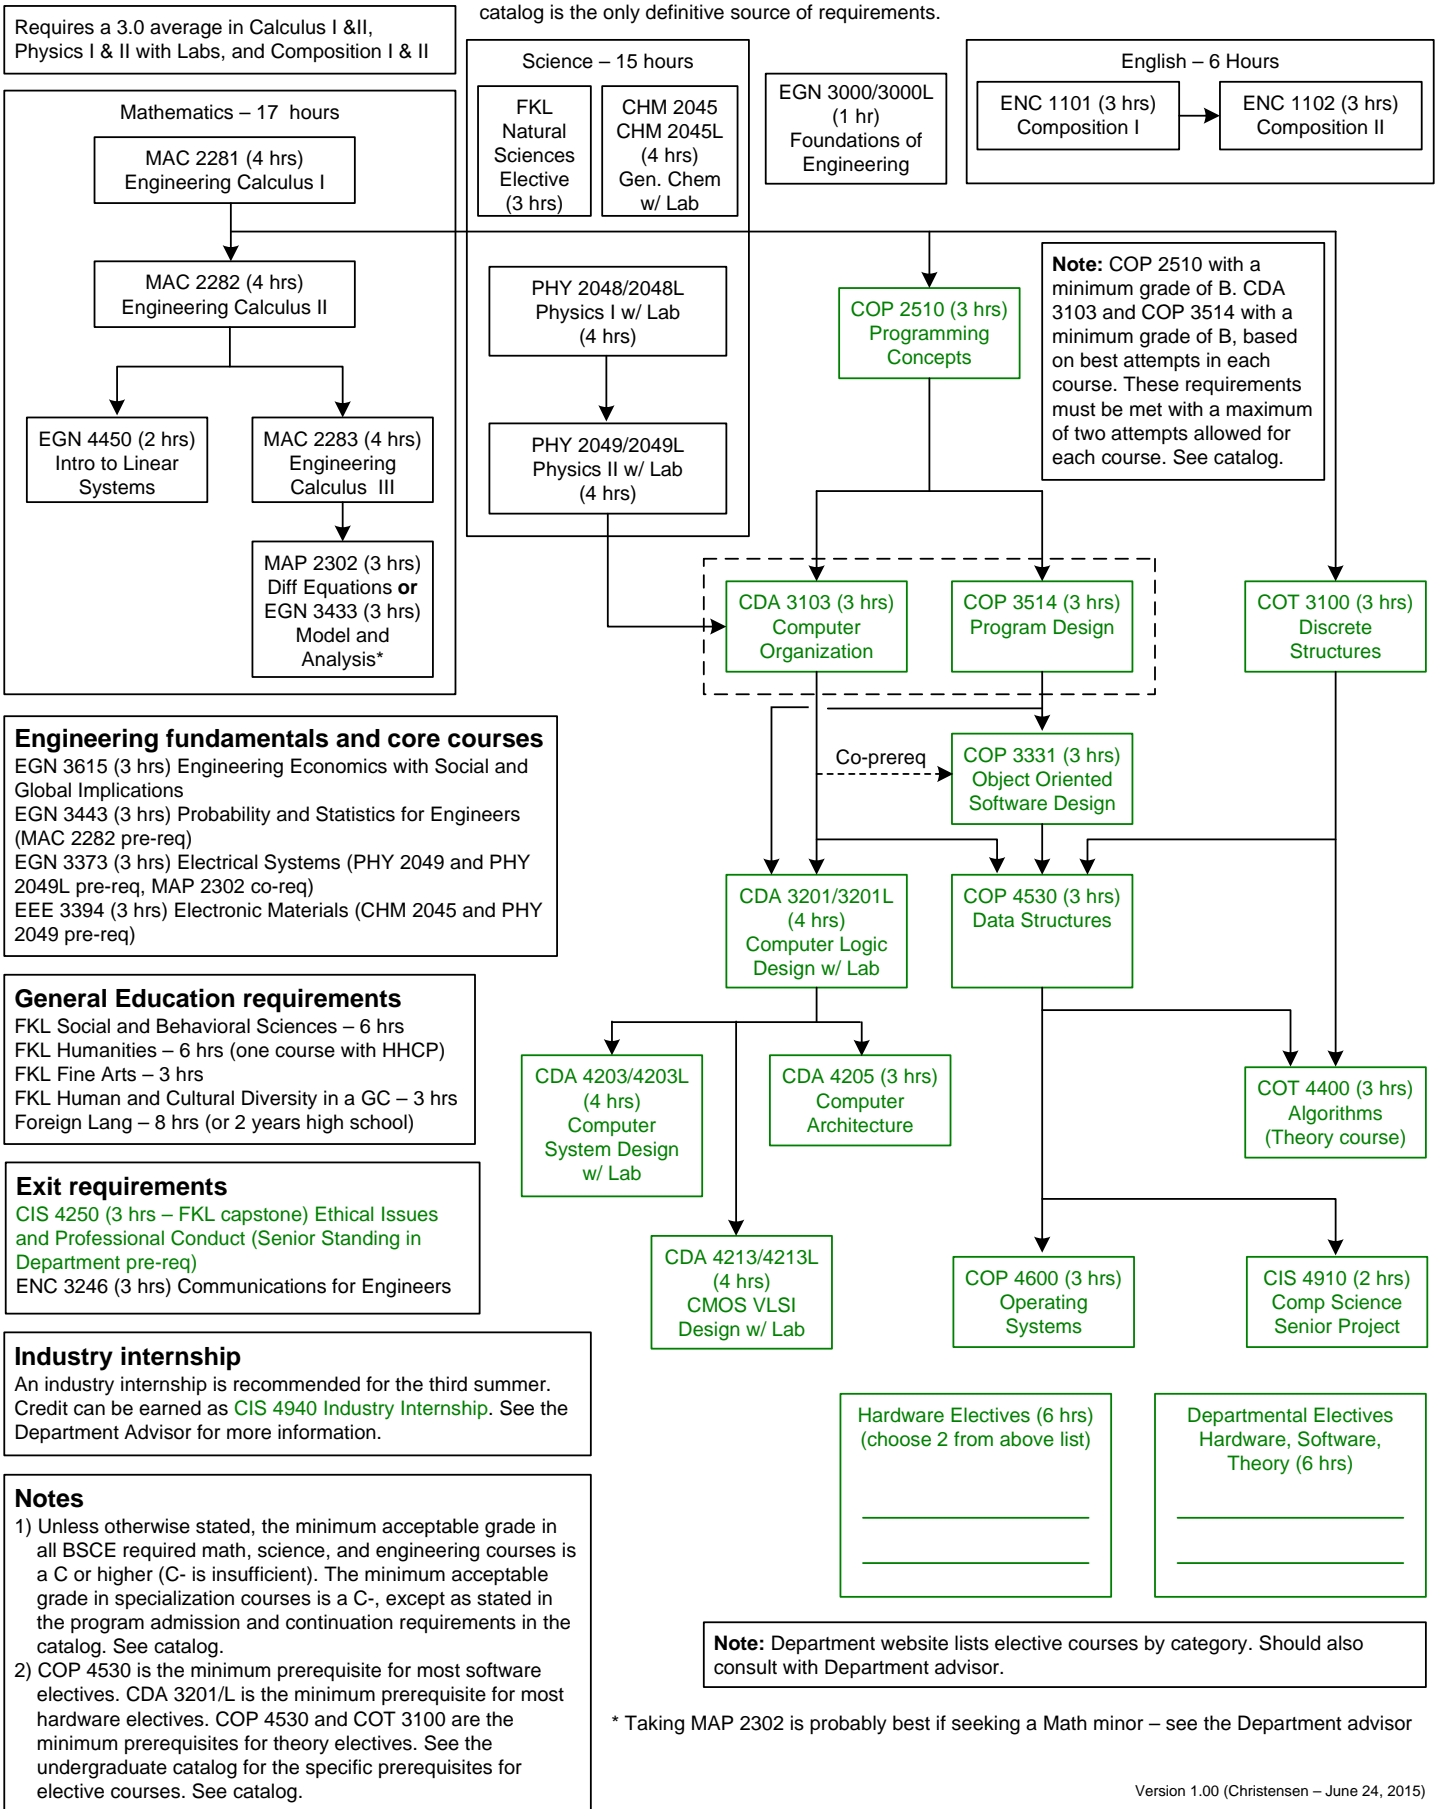 catalog is the only definitive source of requirements.
Requires a 3.0 average in Calculus I &II,
Physics I & II with Labs, and Composition I & II
Mathematics – 17 hours
MAC 2281 (4 hrs)
Engineering Calculus I
MAC 2282 (4 hrs)
Engineering Calculus II
EGN 4450 (2 hrs)
Intro to Linear
Systems
MAC 2283 (4 hrs)
Engineering
Calculus III
MAP 2302 (3 hrs)
Diff Equations or
EGN 3433 (3 hrs)
Model and
Analysis*
Science – 15 hours
FKL
Natural
Sciences
Elective
(3 hrs)
CHM 2045
CHM 2045L
(4 hrs)
Gen. Chem
w/ Lab
PHY 2048/2048L
Physics I w/ Lab
(4 hrs)
PHY 2049/2049L
Physics II w/ Lab
(4 hrs)
EGN 3000/3000L
(1 hr)
Foundations of
Engineering
English – 6 Hours
ENC 1101 (3 hrs)
Composition I
ENC 1102 (3 hrs)
Composition II
COP 2510 (3 hrs)
Programming
Concepts
Note: COP 2510 with a
minimum grade of B. CDA
3103 and COP 3514 with a
minimum grade of B, based
on best attempts in each
course. These requirements
must be met with a maximum
of two attempts allowed for
each course. See catalog.
CDA 3103 (3 hrs)
Computer
Organization
COP 3514 (3 hrs)
Program Design
COT 3100 (3 hrs)
Discrete
Structures
Co-prereq
COP 3331 (3 hrs)
Object Oriented
Software Design
CDA 3201/3201L
(4 hrs)
Computer Logic
Design w/ Lab
COP 4530 (3 hrs)
Data Structures
CDA 4203/4203L
(4 hrs)
Computer
System Design
w/ Lab
CDA 4205 (3 hrs)
Computer
Architecture
COT 4400 (3 hrs)
Algorithms
(Theory course)
CDA 4213/4213L
(4 hrs)
CMOS VLSI
Design w/ Lab
COP 4600 (3 hrs)
Operating
Systems
CIS 4910 (2 hrs)
Comp Science
Senior Project
Engineering fundamentals and core courses
EGN 3615 (3 hrs) Engineering Economics with Social and
Global Implications
EGN 3443 (3 hrs) Probability and Statistics for Engineers
(MAC 2282 pre-req)
EGN 3373 (3 hrs) Electrical Systems (PHY 2049 and PHY
2049L pre-req, MAP 2302 co-req)
EEE 3394 (3 hrs) Electronic Materials (CHM 2045 and PHY
2049 pre-req)
General Education requirements
FKL Social and Behavioral Sciences – 6 hrs
FKL Humanities – 6 hrs (one course with HHCP)
FKL Fine Arts – 3 hrs
FKL Human and Cultural Diversity in a GC – 3 hrs
Foreign Lang – 8 hrs (or 2 years high school)
Exit requirements
CIS 4250 (3 hrs – FKL capstone) Ethical Issues
and Professional Conduct (Senior Standing in
Department pre-req)
ENC 3246 (3 hrs) Communications for Engineers
Industry internship
An industry internship is recommended for the third summer.
Credit can be earned as CIS 4940 Industry Internship. See the
Department Advisor for more information.
Notes
1) Unless otherwise stated, the minimum acceptable grade in
all BSCE required math, science, and engineering courses is
a C or higher (C- is insufficient). The minimum acceptable
grade in specialization courses is a C-, except as stated in
the program admission and continuation requirements in the
catalog. See catalog.
2) COP 4530 is the minimum prerequisite for most software
electives. CDA 3201/L is the minimum prerequisite for most
hardware electives. COP 4530 and COT 3100 are the
minimum prerequisites for theory electives. See the
undergraduate catalog for the specific prerequisites for
elective courses. See catalog.
Hardware Electives (6 hrs)
(choose 2 from above list)
Departmental Electives
Hardware, Software,
Theory (6 hrs)
Note: Department website lists elective courses by category. Should also
consult with Department advisor.
* Taking MAP 2302 is probably best if seeking a Math minor – see the Department advisor
Version 1.00 (Christensen – June 24, 2015)